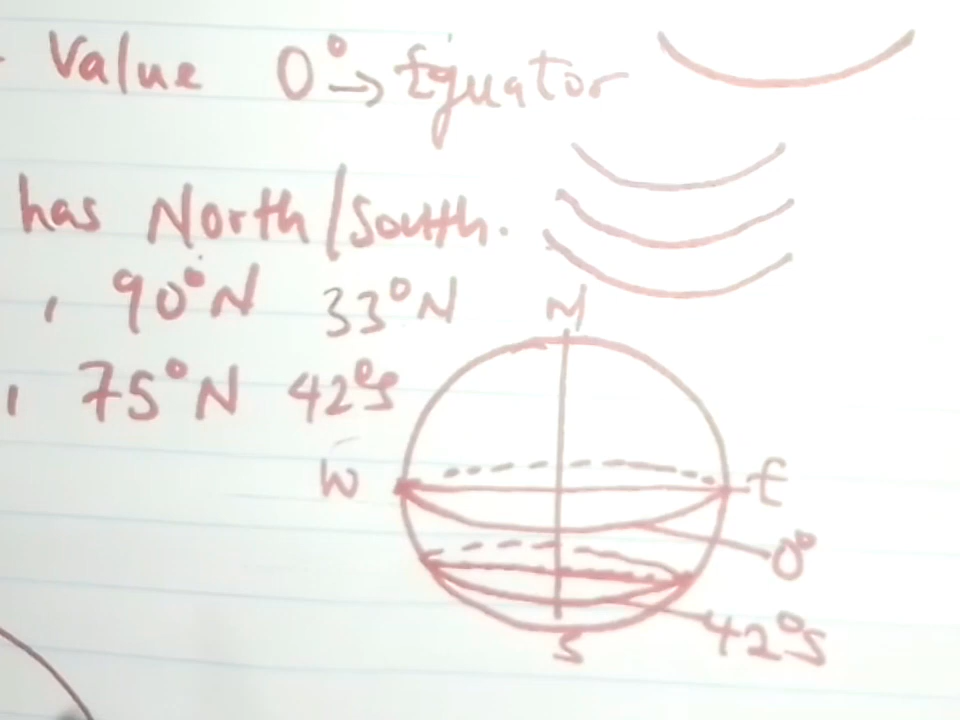 Value 0° → Equator
has North/South.
, 90°N 33°N
, 75°N 42°S
N
W
E
0°
42°S
S